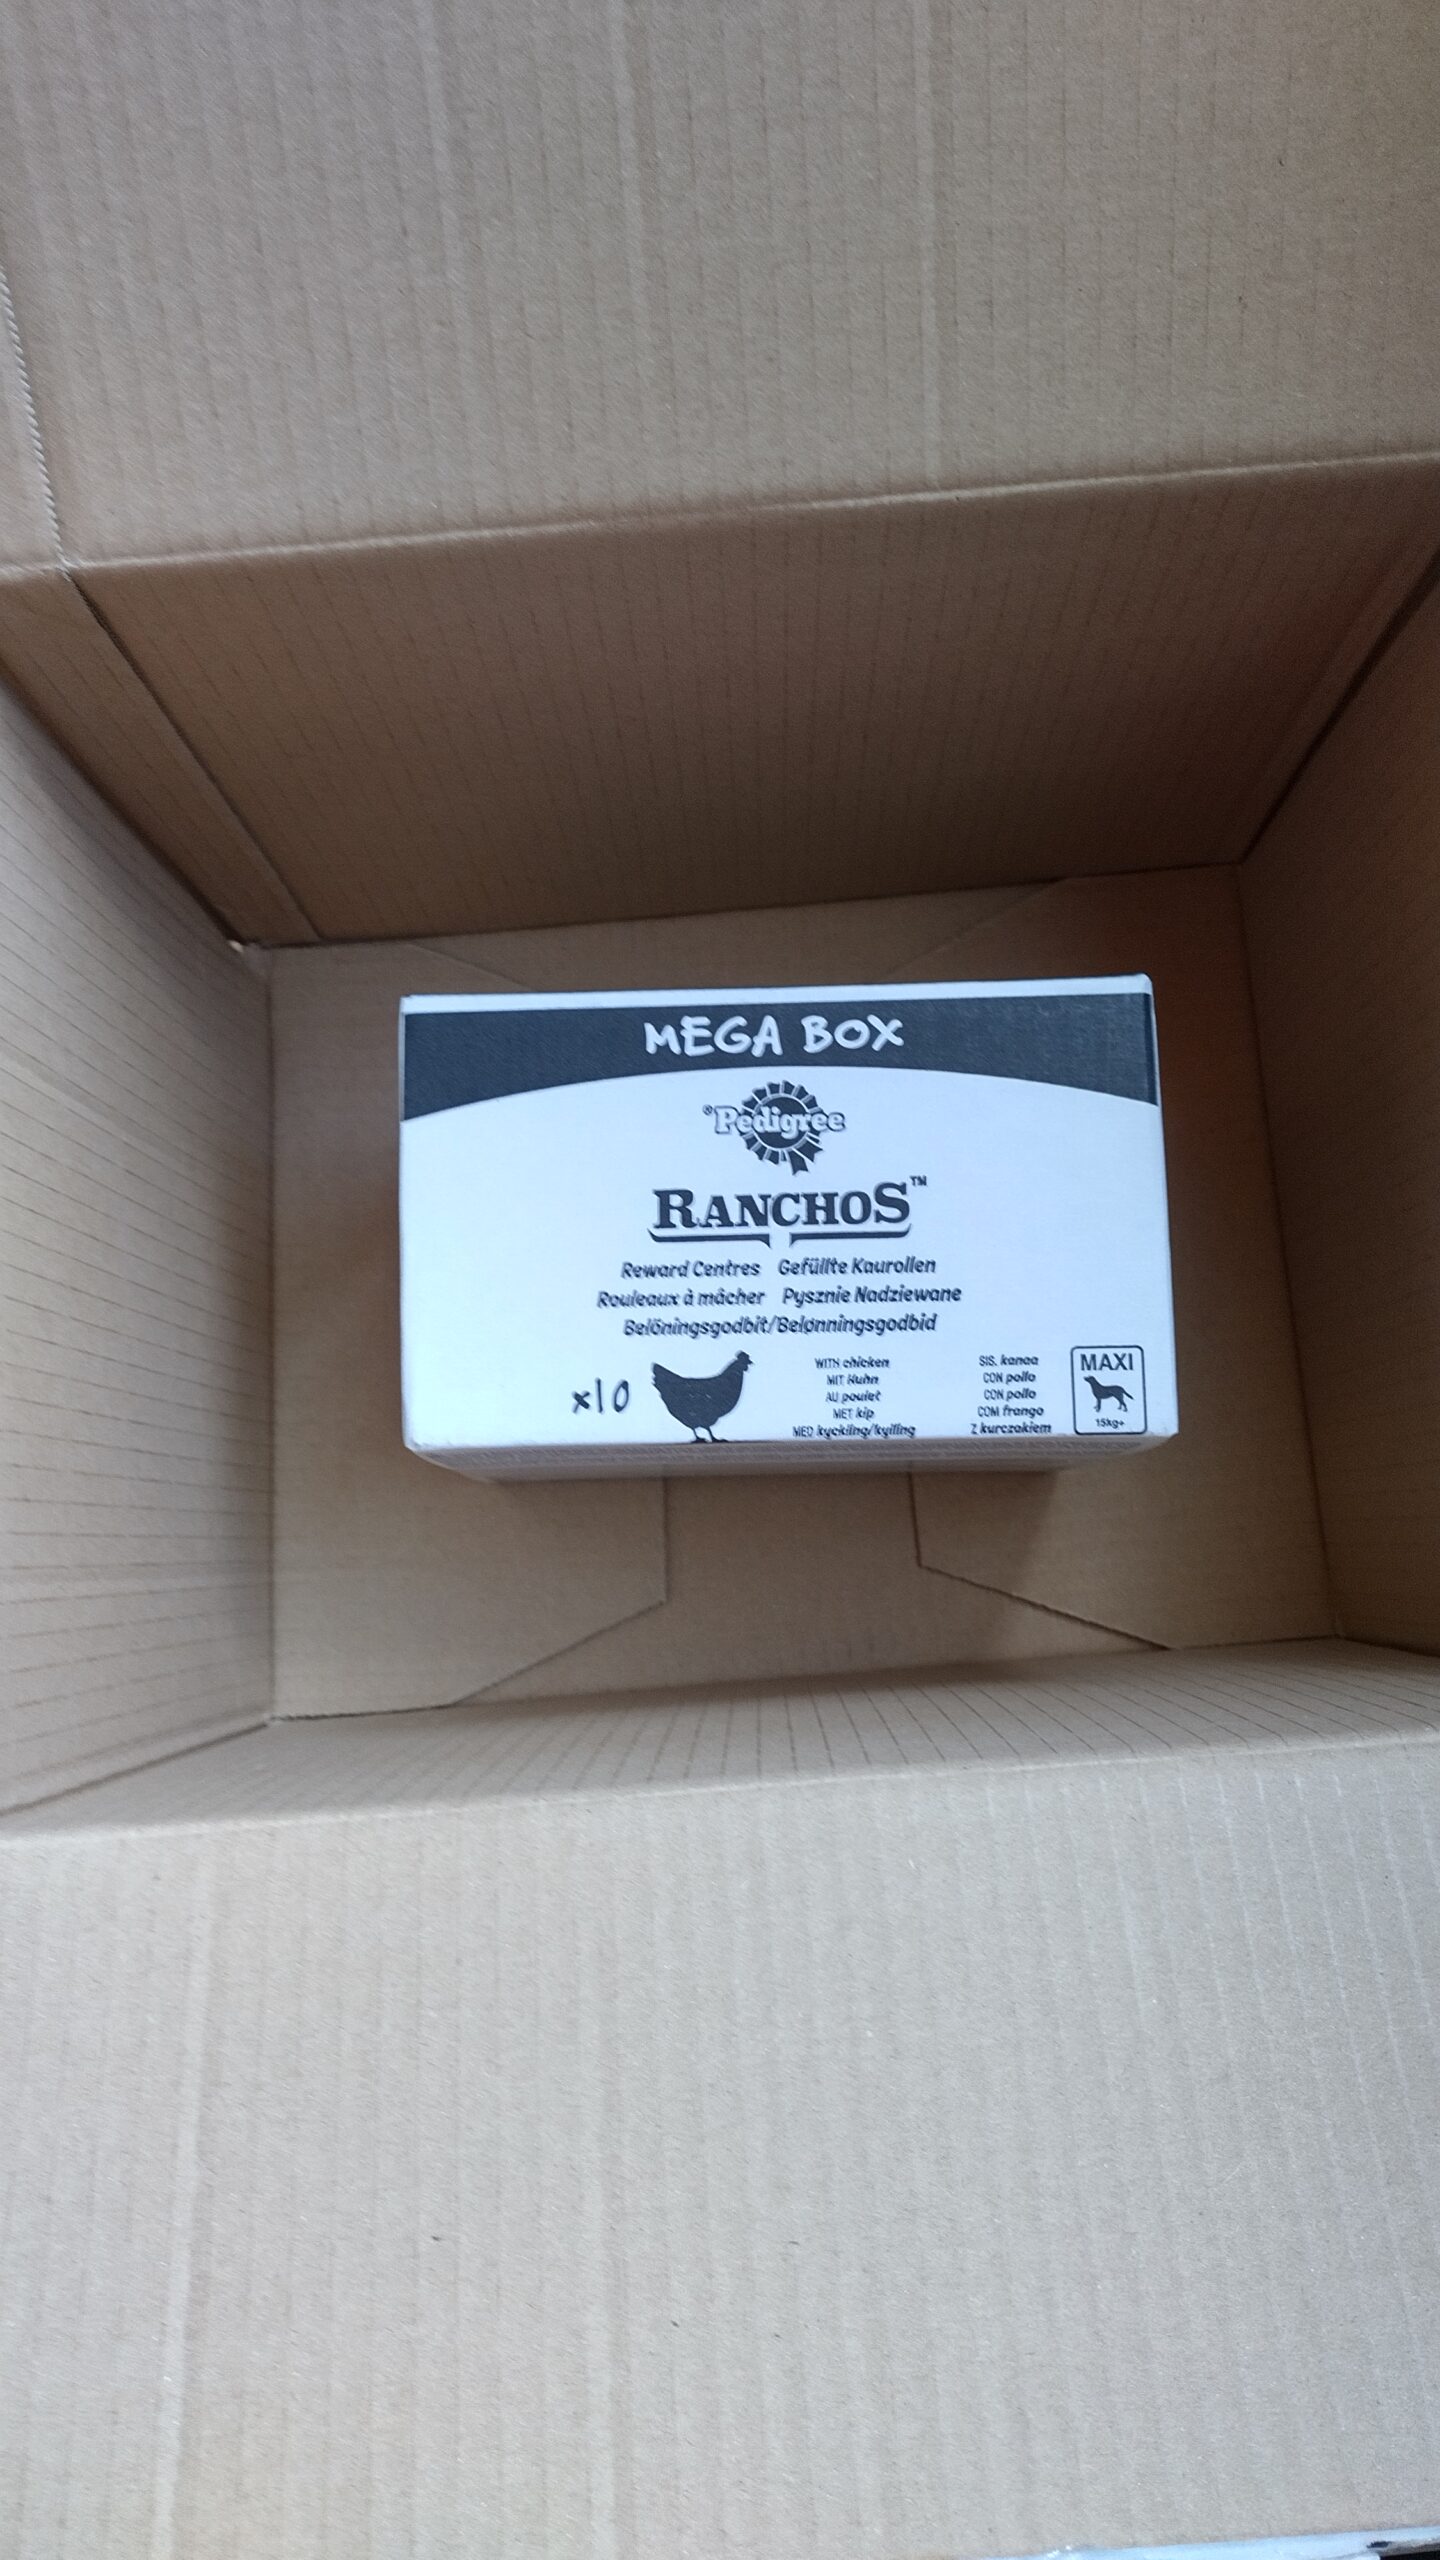 MEGA BOX
®Pedigree
RANCHOS™
Reward Centres Gefüllte Kaurollen
Rouleaux à mâcher Pysznie Nadziewane
Belöningsgodbit/Belønningsgodbid
x10
WITH chicken
MIT Huhn
AU poulet
MET kip
MED kyckling/kylling
SIS. kanaa
CON pollo
CON pollo
COM frango
Z kurczakiem
MAXI
15kg+